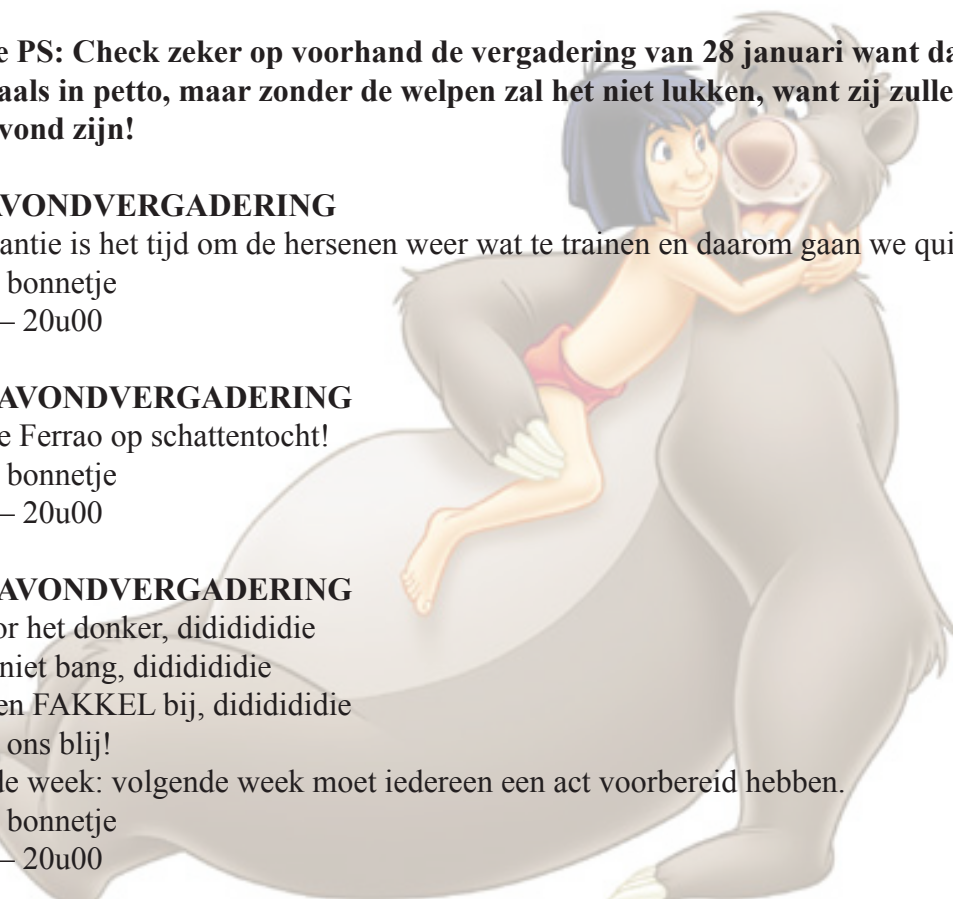 e PS: Check zeker op voorhand de vergadering van 28 januari want da
aals in petto, maar zonder de welpen zal het niet lukken, want zij zulle
vond zijn!
AVONDVERGADERING
antie is het tijd om de hersenen weer wat te trainen en daarom gaan we qui
bonnetje
– 20u00
AVONDVERGADERING
e Ferrao op schattentocht!
bonnetje
– 20u00
AVONDVERGADERING
or het donker, dididididie
niet bang, dididididie
en FAKKEL bij, dididididie
ons blij!
de week: volgende week moet iedereen een act voorbereid hebben.
bonnetje
– 20u00